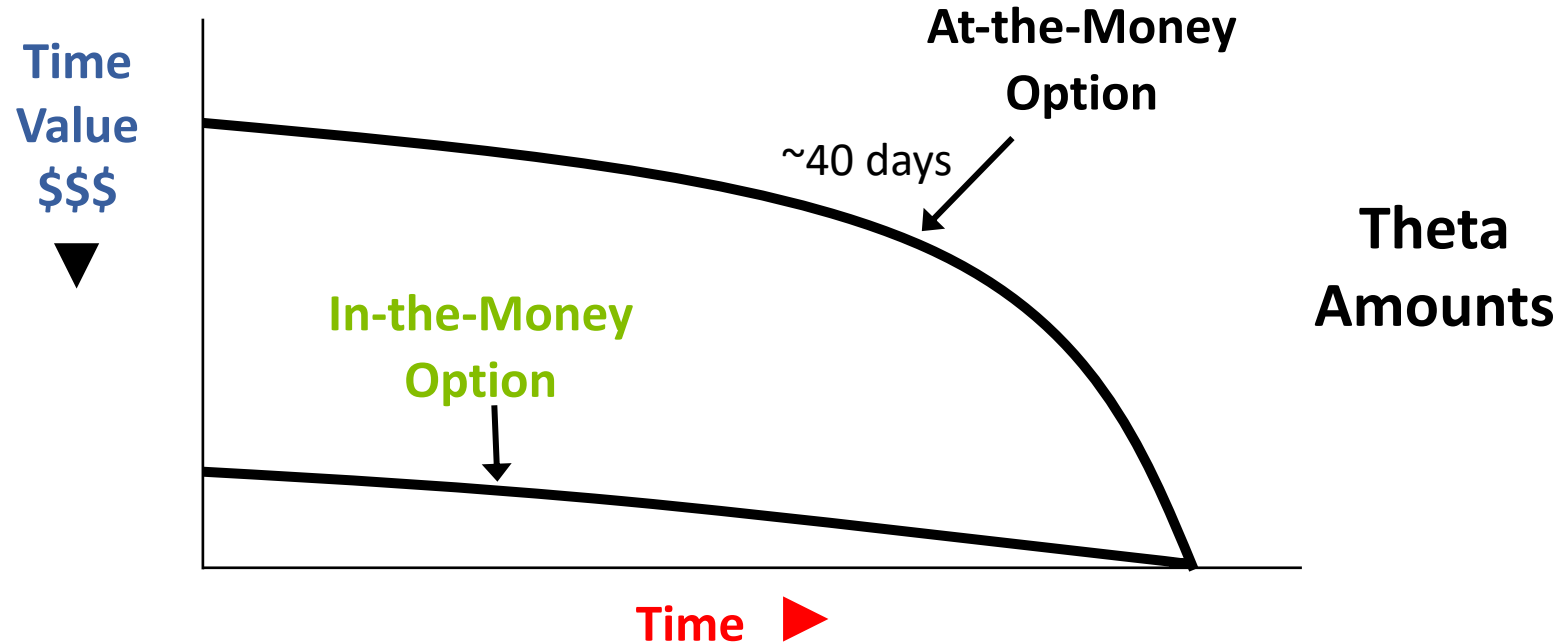 Time
Value
$$$
At-the-Money
Option
~40 days
Theta
Amounts
In-the-Money
Option
Time